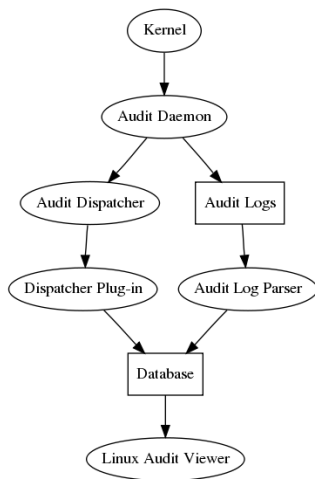 Kernel
Audit Daemon
Audit Dispatcher
Audit Logs
Dispatcher Plug-in
Audit Log Parser
Database
Linux Audit Viewer